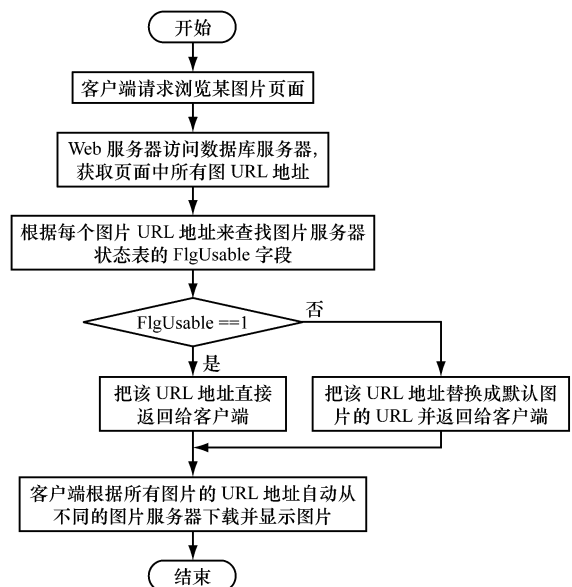 开始
客户端请求浏览某图片页面
Web 服务器访问数据库服务器，
获取页面中所有图 URL 地址
根据每个图片 URL 地址来查找图片服务器
状态表的 FlgUsable 字段
FlgUsable ==1
否
是
把该 URL 地址直接
返回给客户端
把该 URL 地址替换成默认图
片的 URL 并返回给客户端
客户端根据所有图片的 URL 地址自动从
不同的图片服务器下载并显示图片
结束